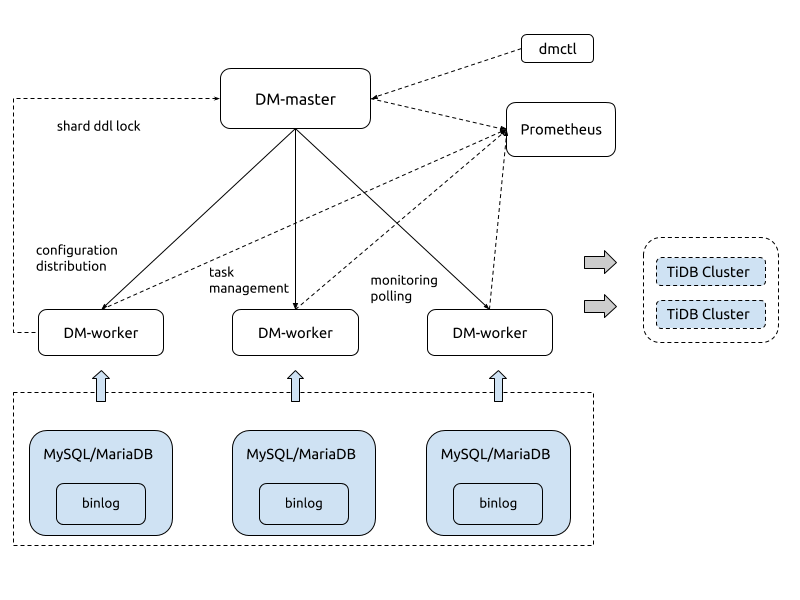 dmctl
DM-master
shard ddl lock
Prometheus
configuration
distribution
task
management
monitoring
polling
TiDB Cluster
TiDB Cluster
DM-worker
DM-worker
DM-worker
MySQL/MariaDB
MySQL/MariaDB
MySQL/MariaDB
binlog
binlog
binlog